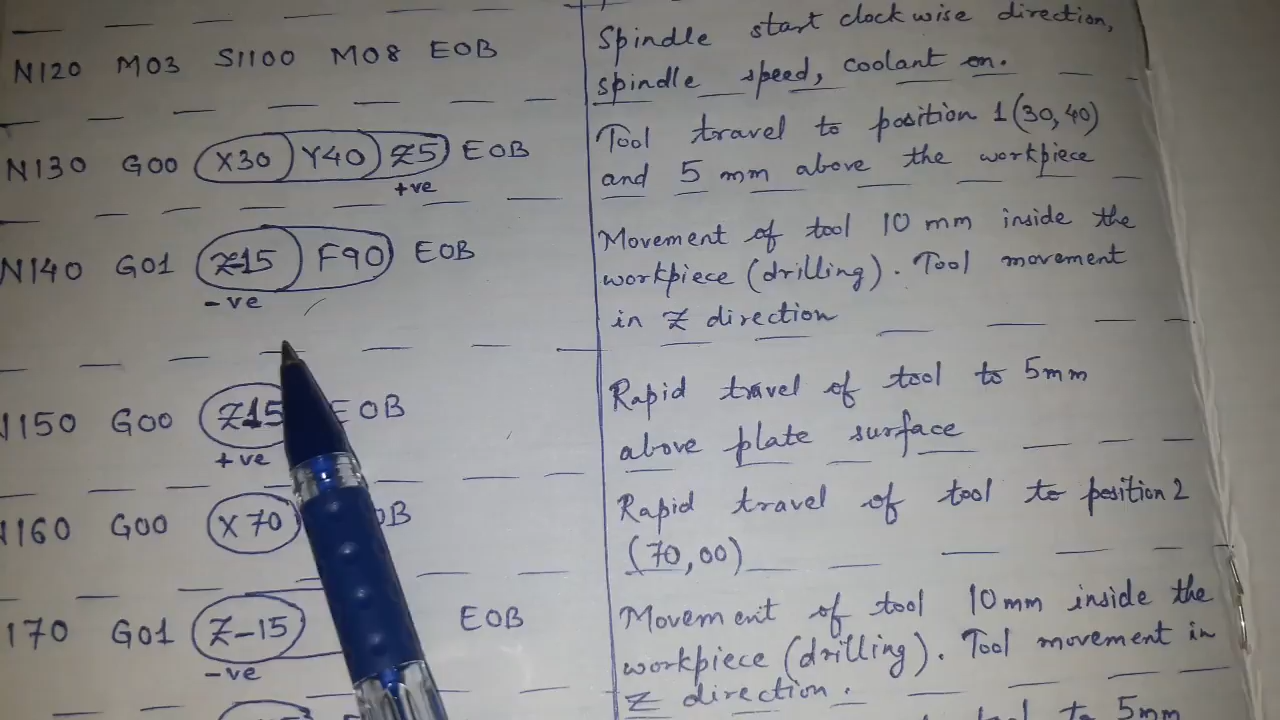 N120 M03 S1100 M08 EOB
Spindle start clockwise direction,
spindle speed, coolant on.
N130 G00 X30 Y40 Z5 EOB
+ve
Tool travel to position 1(30,40)
and 5 mm above the workpiece
N140 G01 Z-15 F90 EOB
-ve
Movement of tool 10 mm inside the
workpiece (drilling). Tool movement
in Z direction
N150 G00 Z15 EOB
+ve
Rapid travel of tool to 5mm
above plate surface
N160 G00 X70
Rapid travel of tool to position 2
(70,00)
170 G01 Z-15 EOB
-ve
Movement of tool 10mm inside the
workpiece (drilling). Tool movement in
Z direction.
to 5mm